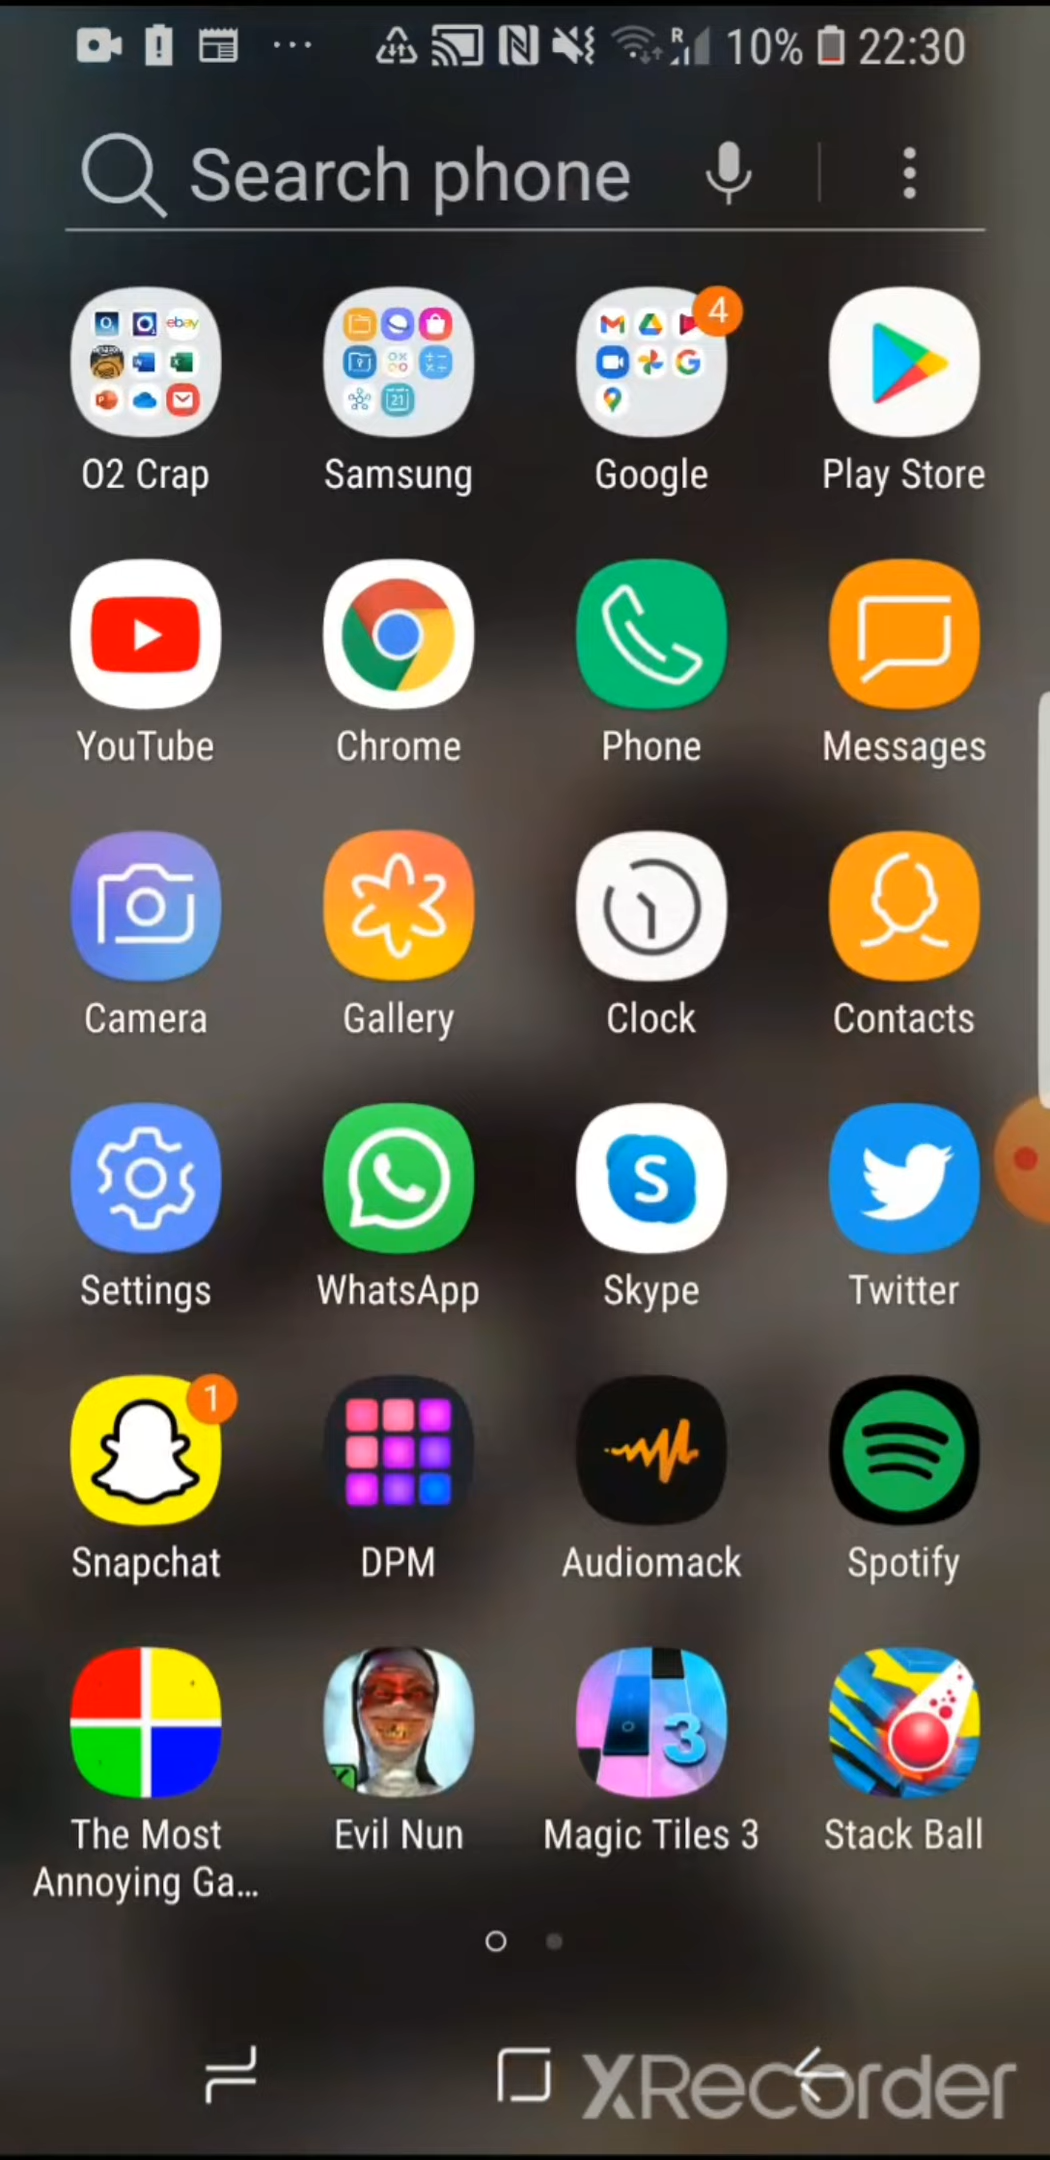 10% 22:30
Search phone
4
O2 Crap Samsung Google Play Store
YouTube Chrome Phone Messages
Camera Gallery Clock Contacts
Settings WhatsApp Skype Twitter
1
Snapchat DPM Audiomack Spotify
3
The Most Evil Nun Magic Tiles 3 Stack Ball
Annoying Ga...
XRecorder